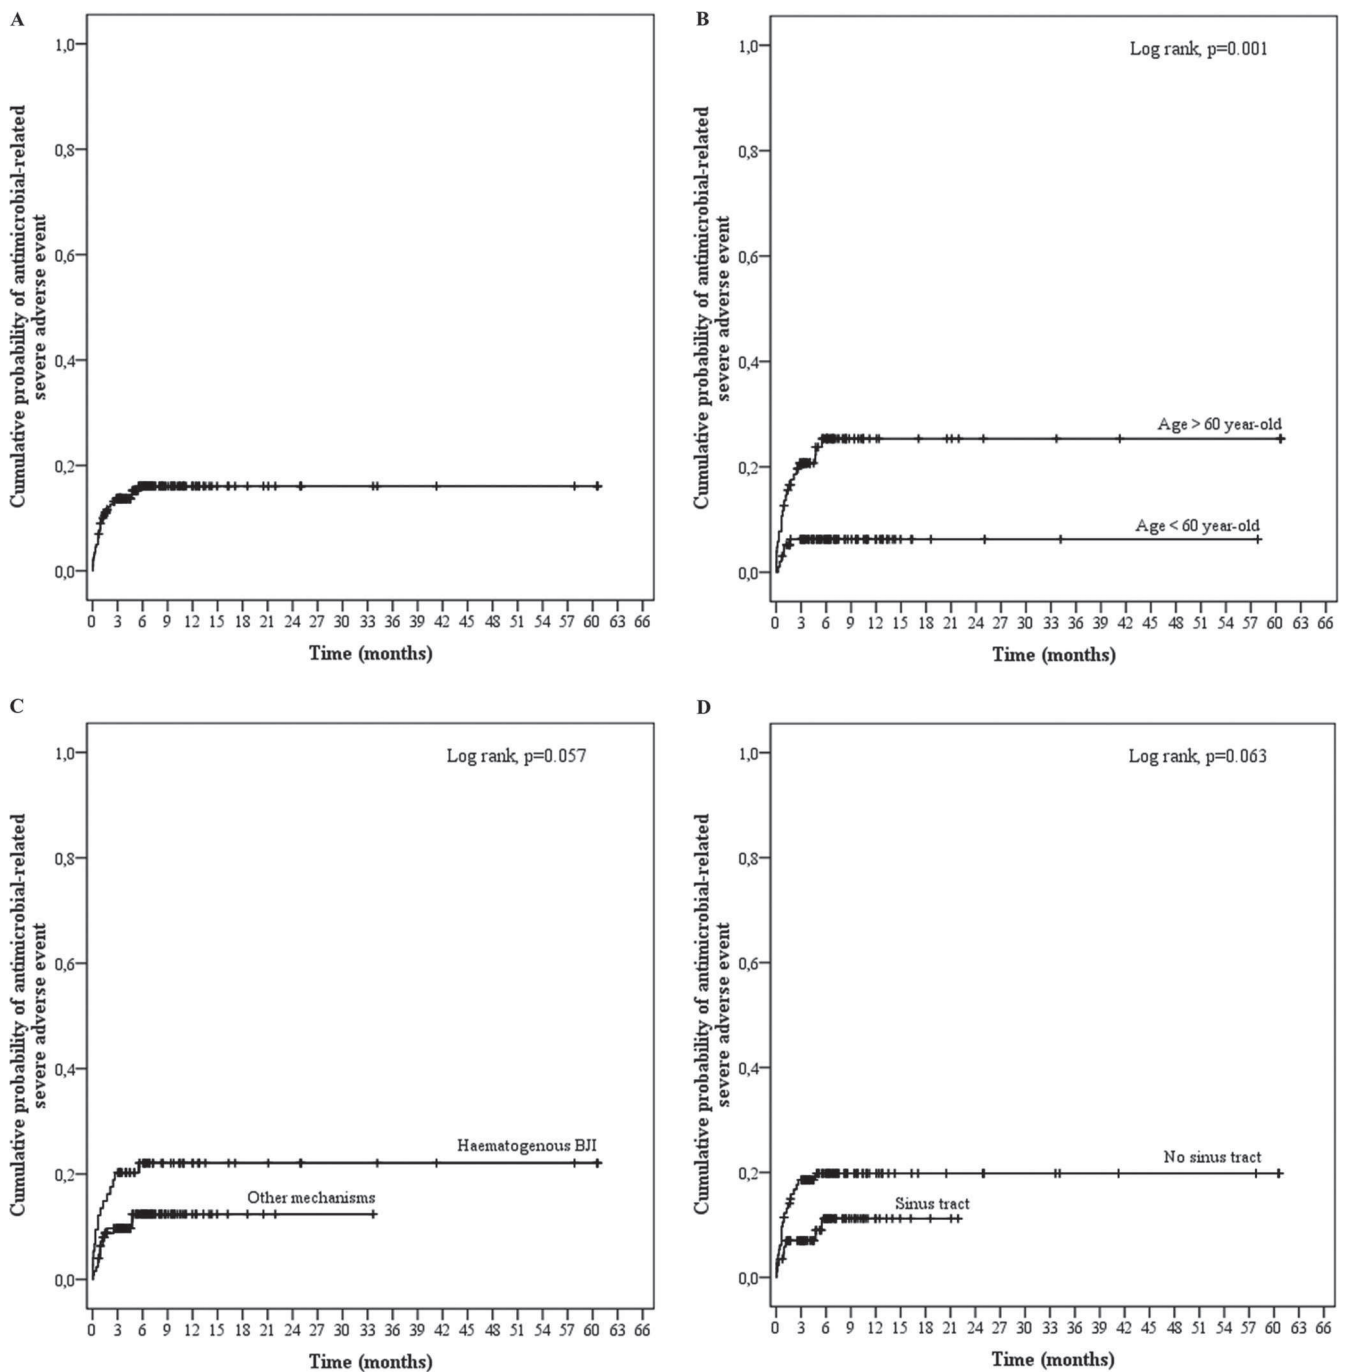 A
Cumulative probability of antimicrobial-related
severe adverse event
1,0
0,8
0,6
0,4
0,2
0,0
0 3 6 9 12 15 18 21 24 27 30 33 36 39 42 45 48 51 54 57 60 63 66
Time (months)
B
Cumulative probability of antimicrobial-related
severe adverse event
Log rank, p=0.001
1,0
0,8
0,6
0,4
Age > 60 year-old
0,2
Age < 60 year-old
0,0
0 3 6 9 12 15 18 21 24 27 30 33 36 39 42 45 48 51 54 57 60 63 66
Time (months)
C
Cumulative probability of antimicrobial-related
severe adverse event
Log rank, p=0.057
1,0
0,8
0,6
0,4
Haematogenous BJI
0,2
Other mechanisms
0,0
0 3 6 9 12 15 18 21 24 27 30 33 36 39 42 45 48 51 54 57 60 63 66
Time (months)
D
Cumulative probability of antimicrobial-related
severe adverse event
Log rank, p=0.063
1,0
0,8
0,6
0,4
No sinus tract
0,2
Sinus tract
0,0
0 3 6 9 12 15 18 21 24 27 30 33 36 39 42 45 48 51 54 57 60 63 66
Time (months)